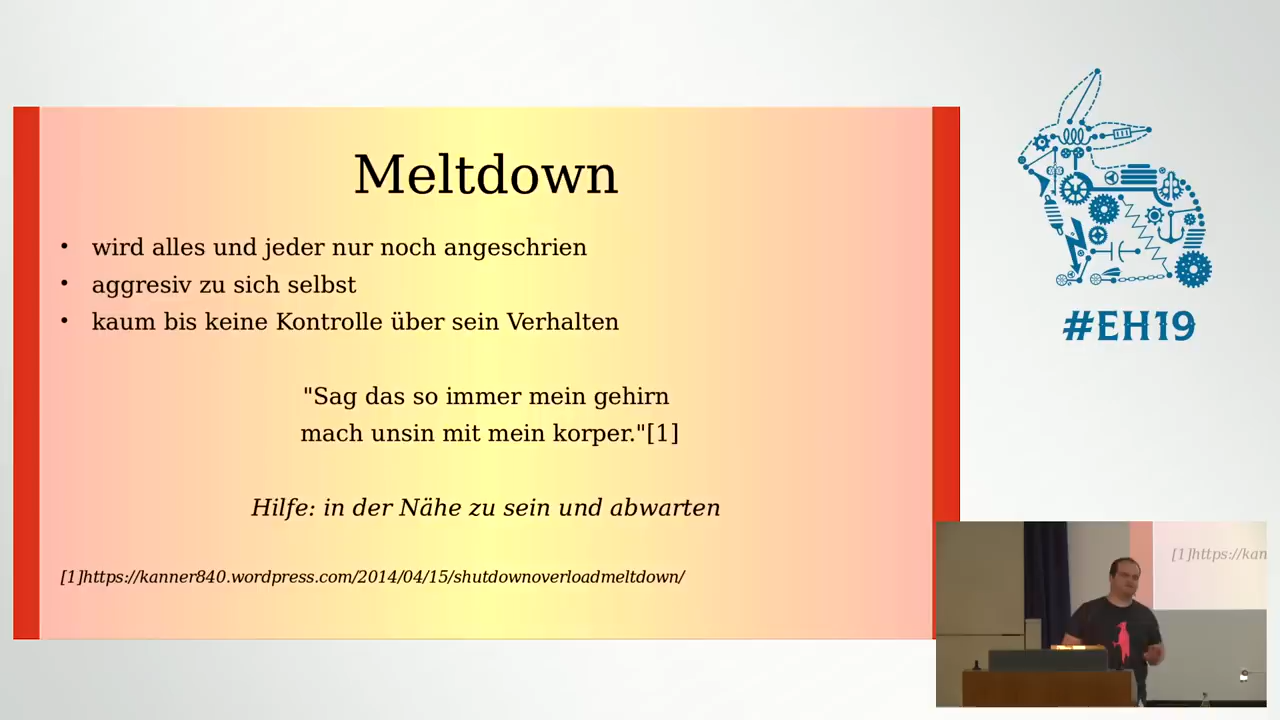 Meltdown
• wird alles und jeder nur noch angeschrien
• aggresiv zu sich selbst
• kaum bis keine Kontrolle über sein Verhalten
"Sag das so immer mein gehirn
mach unsin mit mein korper."[1]
Hilfe: in der Nähe zu sein und abwarten
[1]https://kanner840.wordpress.com/2014/04/15/shutdownoverloadmeltdown/
#EH19
[1]https://kan